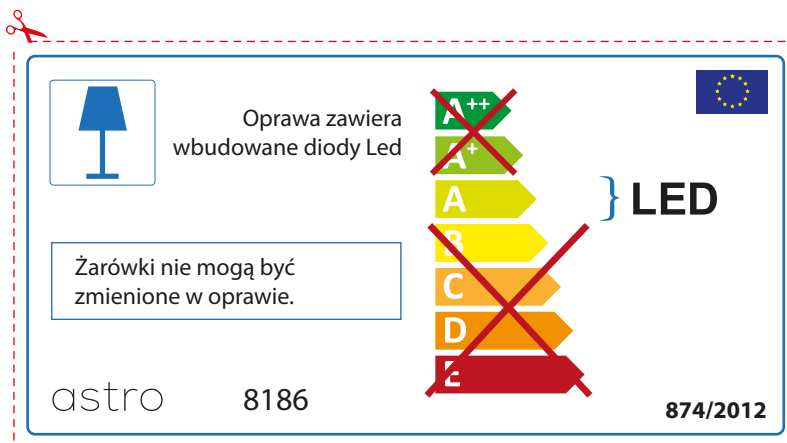 Oprawa zawiera
wbudowane diody Led
A++
A+
A
B
C
D
E
} LED
Żarówki nie mogą być
zmienione w oprawie.
astro 8186
874/2012